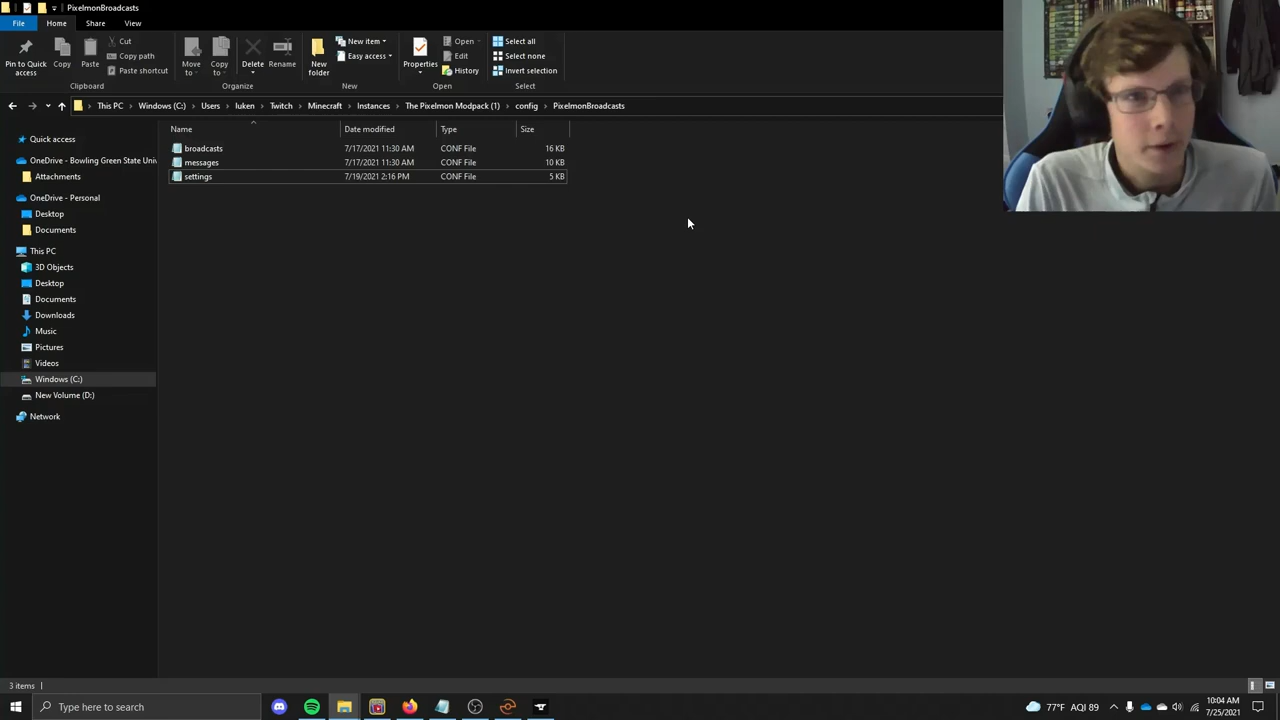 PixelmonBroadcasts
File Home Share View
Pin to Quick access
Copy
Paste
Cut
Copy path
Paste shortcut
Clipboard
Move to
Copy to
Delete
Rename
Organize
New folder
New item
Easy access
New
Properties
Open
Edit
History
Open
Select all
Select none
Invert selection
Select
This PC Windows (C:) Users luken Twitch Minecraft Instances The Pixelmon Modpack (1) config PixelmonBroadcasts
Name Date modified Type Size
broadcasts 7/17/2021 11:30 AM CONF File 16 KB
messages 7/17/2021 11:30 AM CONF File 10 KB
settings 7/19/2021 2:16 PM CONF File 5 KB
Quick access
OneDrive - Bowling Green State Univ
Attachments
OneDrive - Personal
Desktop
Documents
This PC
3D Objects
Desktop
Documents
Downloads
Music
Pictures
Videos
Windows (C:)
New Volume (D:)
Network
3 items
Type here to search
77°F AQI 89
10:04 AM
7/25/2021